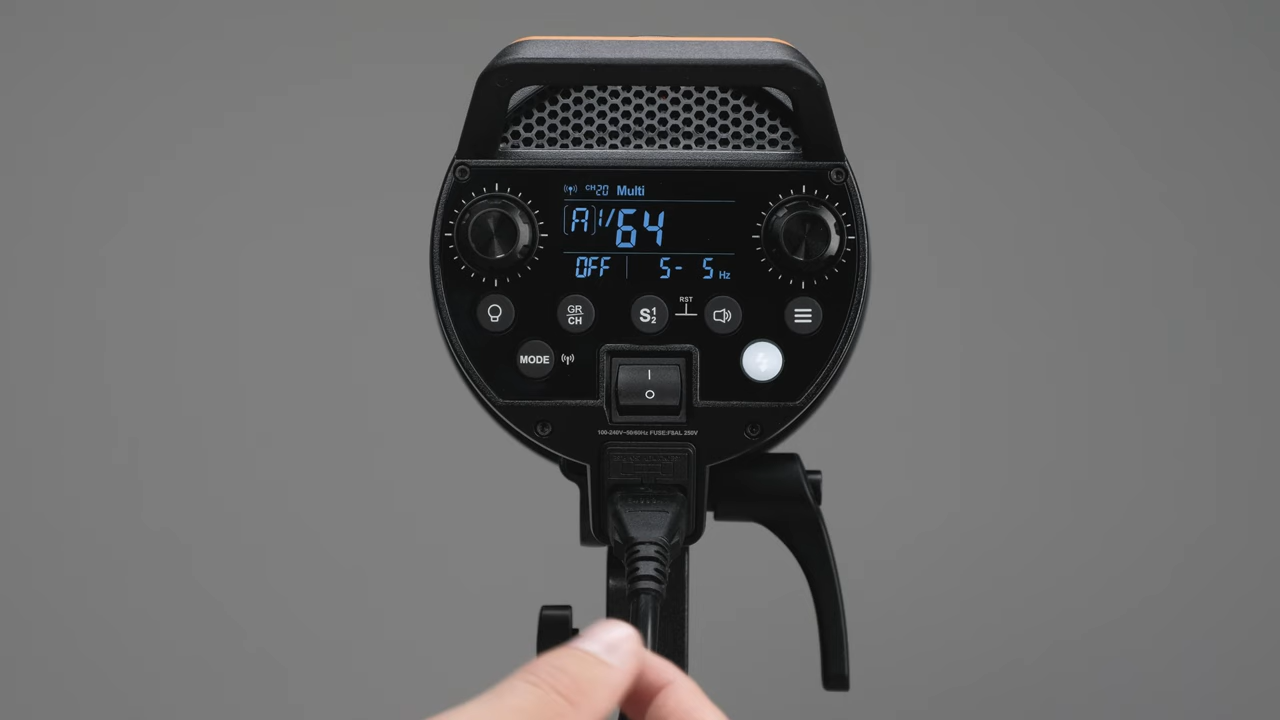 CH20 Multi
A 1/64
OFF 5- 5 Hz
GR
CH
S1
2
RST
MODE
I
O
100-240V~50/60Hz FUSE:F8AL 250V